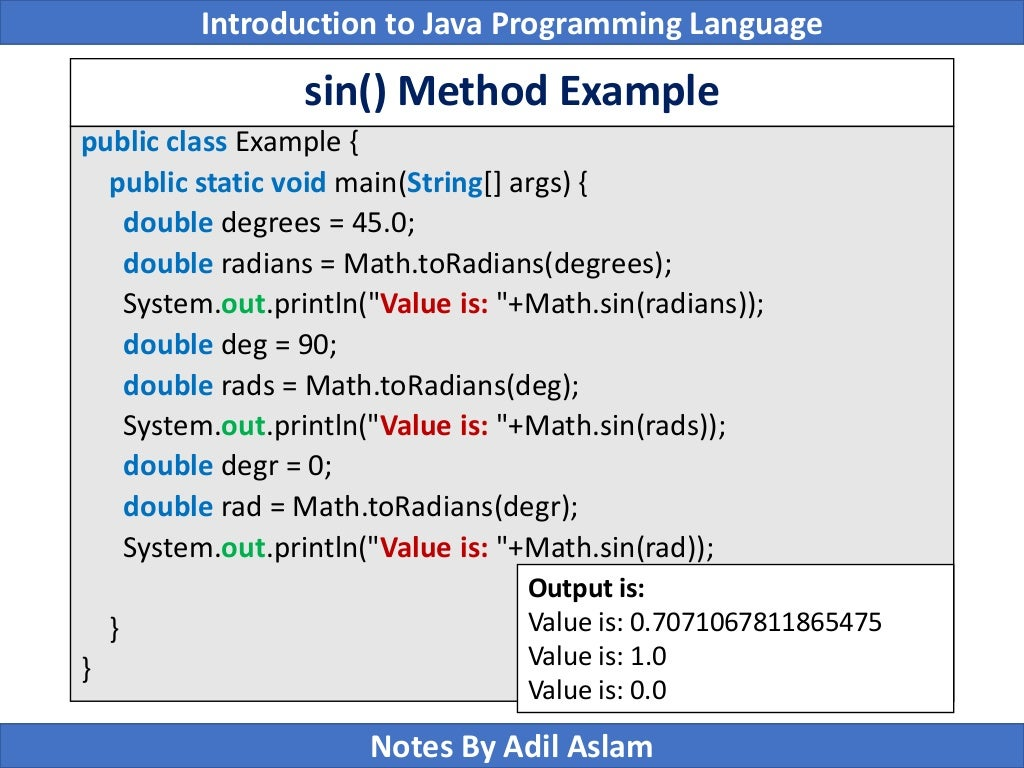 Introduction to Java Programming Language
sin() Method Example
public class Example {
public static void main(String[] args) {
double degrees = 45.0;
double radians = Math.toRadians(degrees);
System.out.println("Value is: "+Math.sin(radians));
double deg = 90;
double rads = Math.toRadians(deg);
System.out.println("Value is: "+Math.sin(rads));
double degr = 0;
double rad = Math.toRadians(degr);
System.out.println("Value is: "+Math.sin(rad));
}
}
Output is:
Value is: 0.7071067811865475
Value is: 1.0
Value is: 0.0
Notes By Adil Aslam